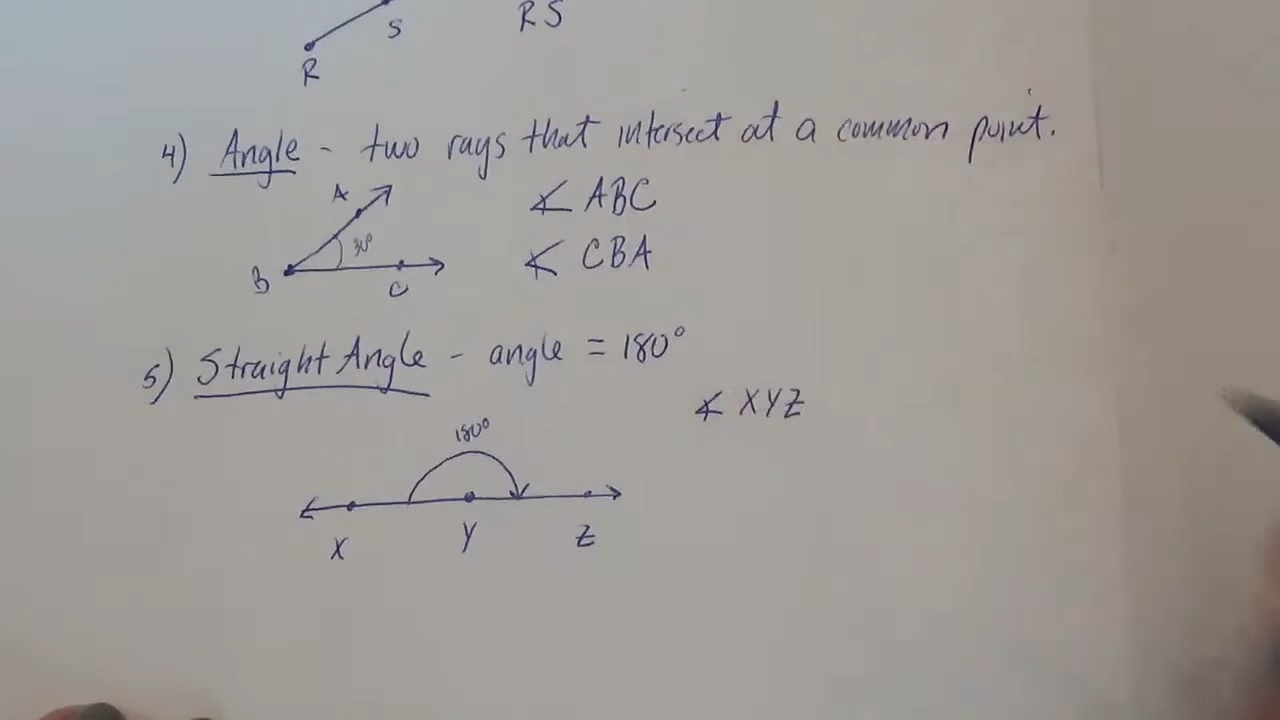 S RS
R
4) Angle - two rays that intersect at a common point.
A ∡ ABC
30°
B C ∡ CBA
5) Straight Angle - angle = 180°
∡ XYZ
180°
X Y Z